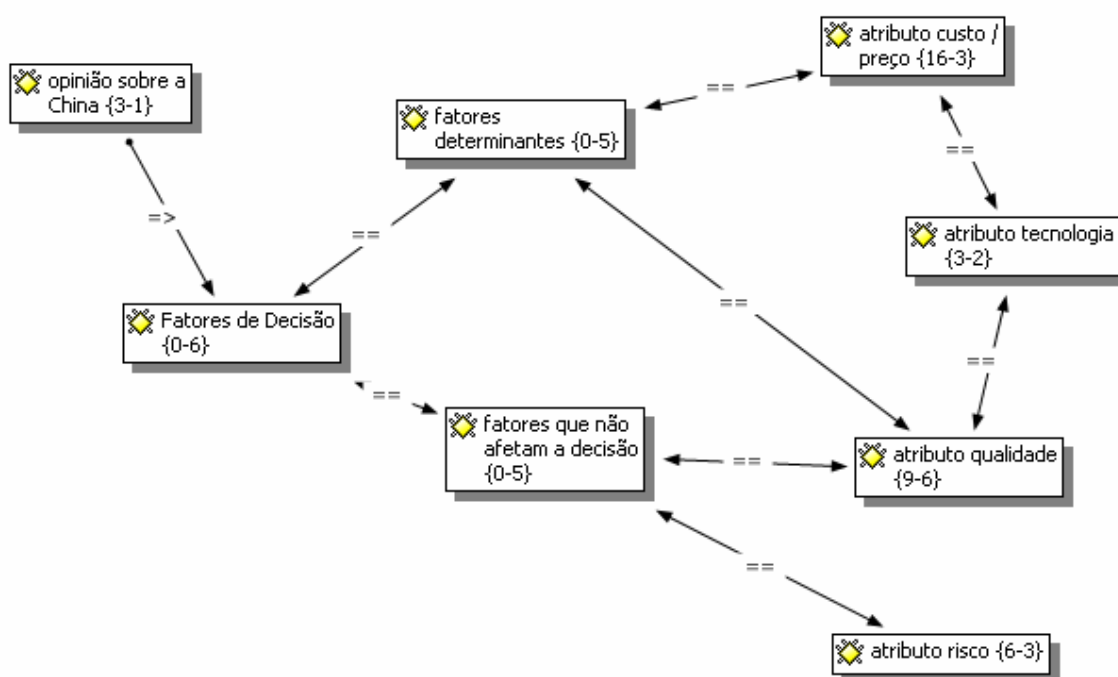 atributo custo /
preço {16-3}
opinião sobre a
China {3-1}
==
fatores
determinantes {0-5}
==
=>
==
atributo tecnologia
{3-2}
Fatores de Decisão
{0-6}
==
==
==
fatores que não
afetam a decisão
{0-5}
==
atributo qualidade
{9-6}
==
atributo risco {6-3}